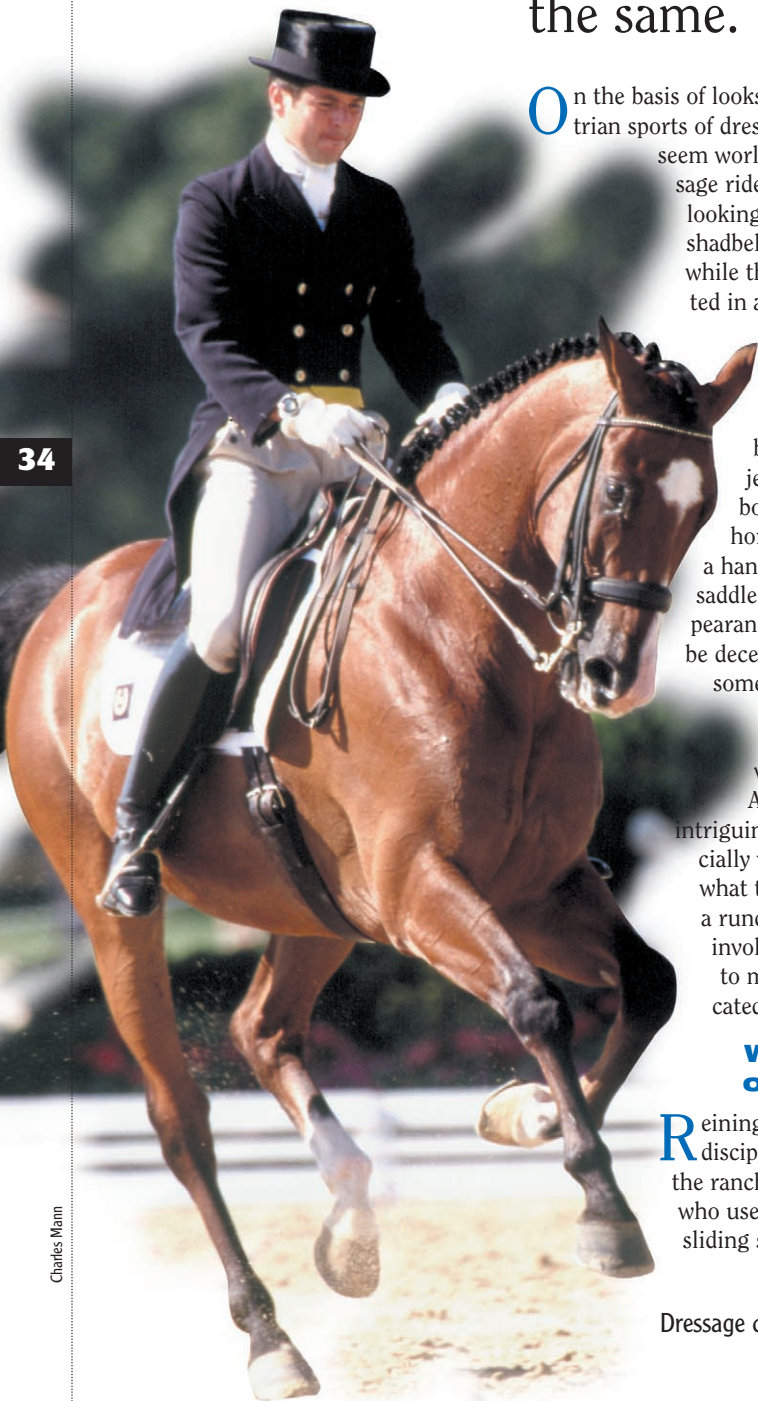 the same.
On the basis of looks
trian sports of dres
seem worl
sage ride
looking
shadbel
while th
ted in a
b
je
bo
hor
a han
saddle
pearan
be dece
some
A
intriguin
cially
what t
a rund
invol
to m
cated
Reining
discip
the ranch
who use
sliding s
Dressage
34
Charles Mann